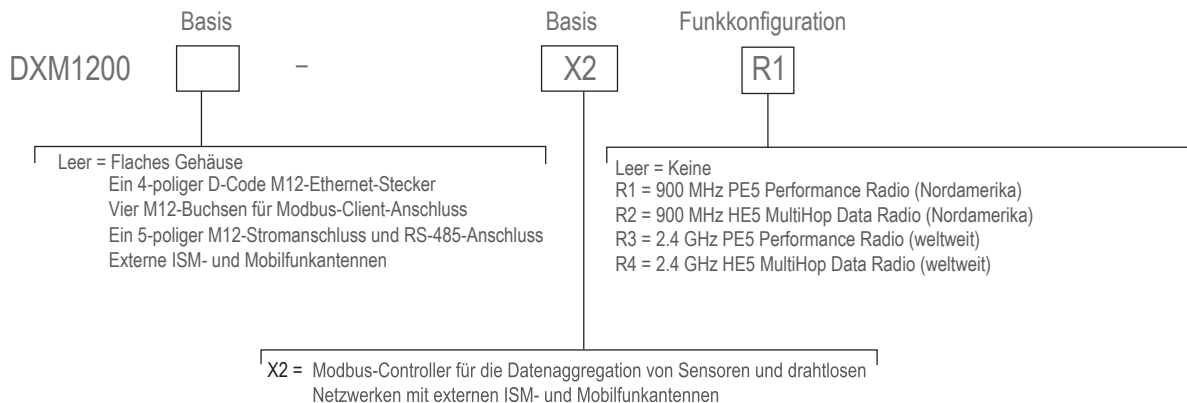 Basis
Basis
Funkkonfiguration
DXM1200
–
X2
R1
Leer = Flaches Gehäuse
Ein 4-poliger D-Code M12-Ethernet-Stecker
Vier M12-Buchsen für Modbus-Client-Anschluss
Ein 5-poliger M12-Stromanschluss und RS-485-Anschluss
Externe ISM- und Mobilfunkantennen
Leer = Keine
R1 = 900 MHz PE5 Performance Radio (Nordamerika)
R2 = 900 MHz HE5 MultiHop Data Radio (Nordamerika)
R3 = 2.4 GHz PE5 Performance Radio (weltweit)
R4 = 2.4 GHz HE5 MultiHop Data Radio (weltweit)
X2 = Modbus-Controller für die Datenaggregation von Sensoren und drahtlosen
Netzwerken mit externen ISM- und Mobilfunkantennen